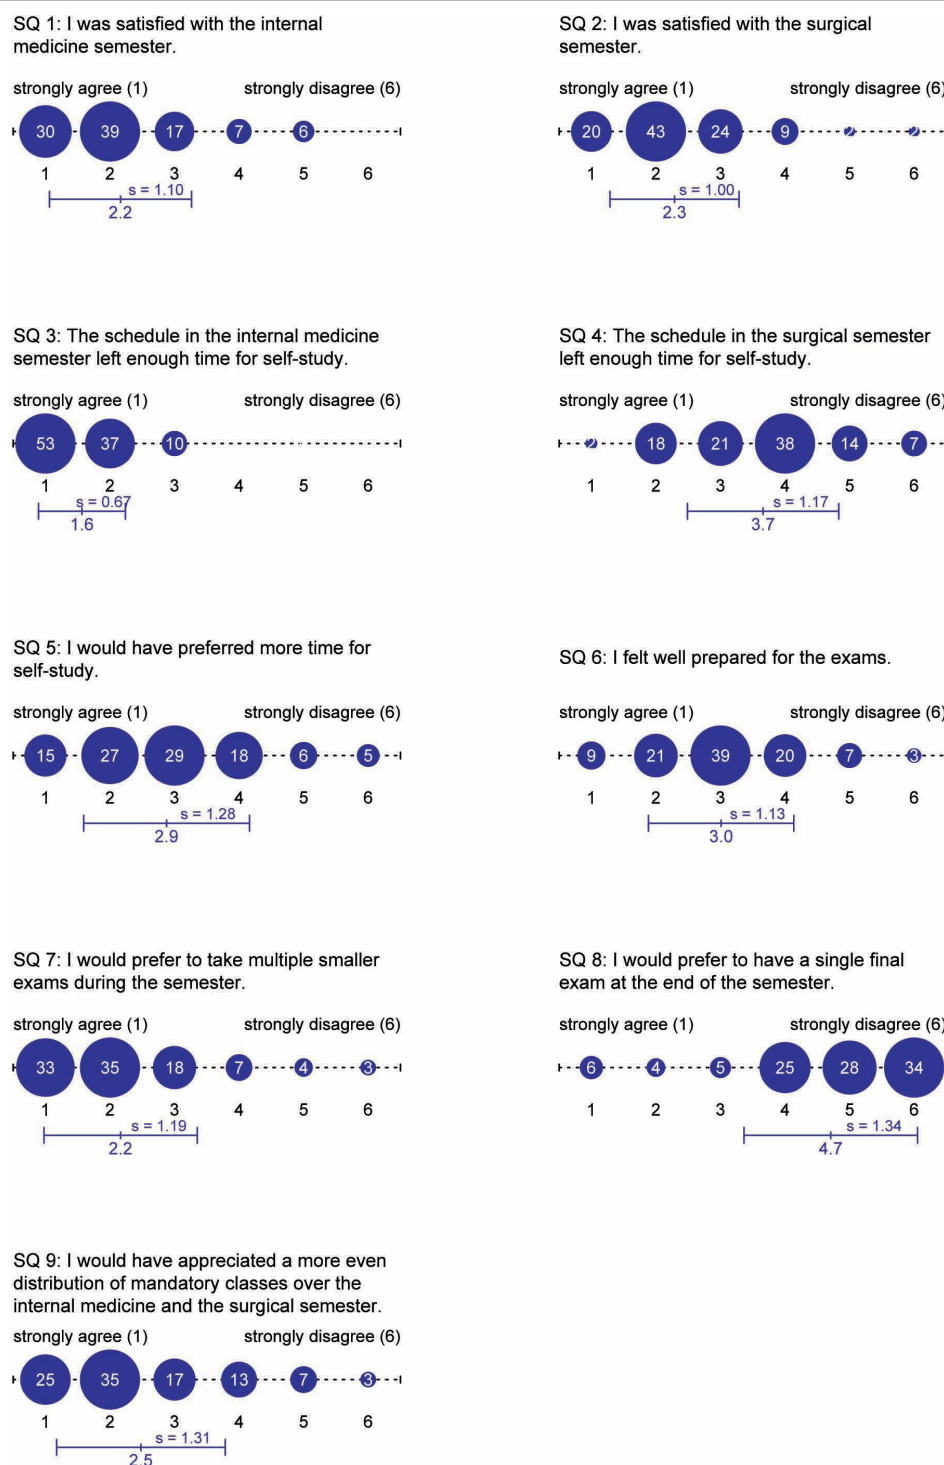 SQ 1: I was satisfied with the internal
medicine semester.
strongly agree (1) strongly disagree (6)
30 39 17 7 6
1 2 3 4 5 6
s = 1.10
2.2
SQ 2: I was satisfied with the surgical
semester.
strongly agree (1) strongly disagree (6)
20 43 24 9 2 2
1 2 3 4 5 6
s = 1.00
2.3
SQ 3: The schedule in the internal medicine
semester left enough time for self-study.
strongly agree (1) strongly disagree (6)
53 37 10
1 2 3 4 5 6
s = 0.67
1.6
SQ 4: The schedule in the surgical semester
left enough time for self-study.
strongly agree (1) strongly disagree (6)
2 18 21 38 14 7
1 2 3 4 5 6
s = 1.17
3.7
SQ 5: I would have preferred more time for
self-study.
strongly agree (1) strongly disagree (6)
15 27 29 18 6 5
1 2 3 4 5 6
s = 1.28
2.9
SQ 6: I felt well prepared for the exams.
strongly agree (1) strongly disagree (6)
9 21 39 20 7 3
1 2 3 4 5 6
s = 1.13
3.0
SQ 7: I would prefer to take multiple smaller
exams during the semester.
strongly agree (1) strongly disagree (6)
33 35 18 7 4 3
1 2 3 4 5 6
s = 1.19
2.2
SQ 8: I would prefer to have a single final
exam at the end of the semester.
strongly agree (1) strongly disagree (6)
6 4 5 25 28 34
1 2 3 4 5 6
s = 1.34
4.7
SQ 9: I would have appreciated a more even
distribution of mandatory classes over the
internal medicine and the surgical semester.
strongly agree (1) strongly disagree (6)
25 35 17 13 7 3
1 2 3 4 5 6
s = 1.31
2.5